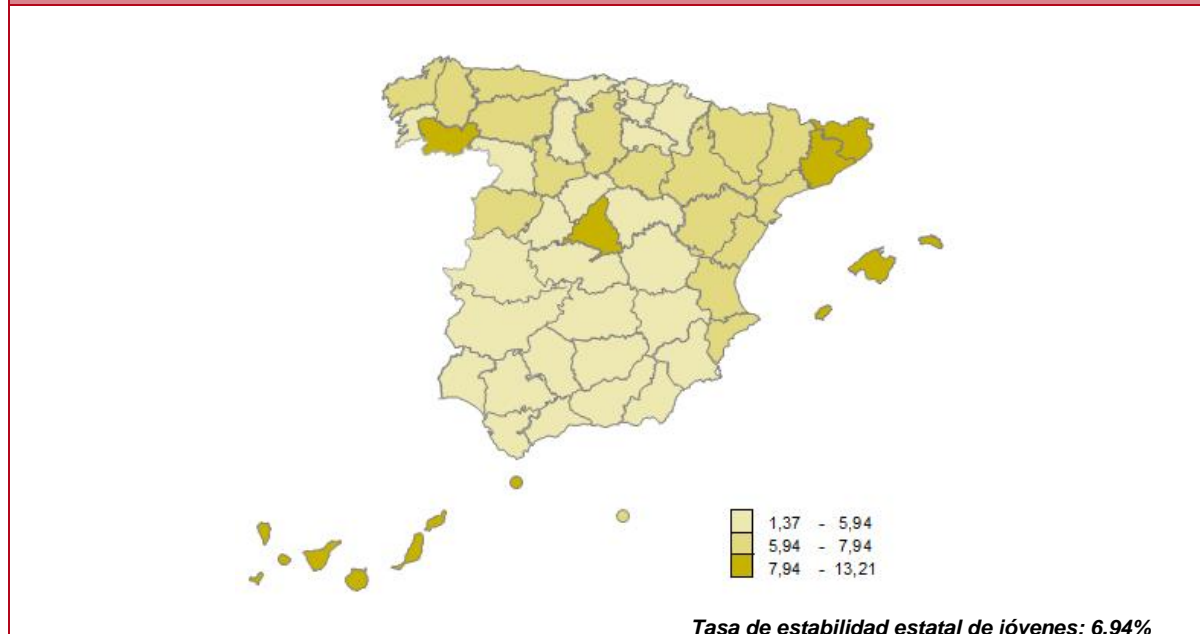 1,37 - 5,94
5,94 - 7,94
7,94 - 13,21
Tasa de estabilidad estatal de jóvenes: 6,94%